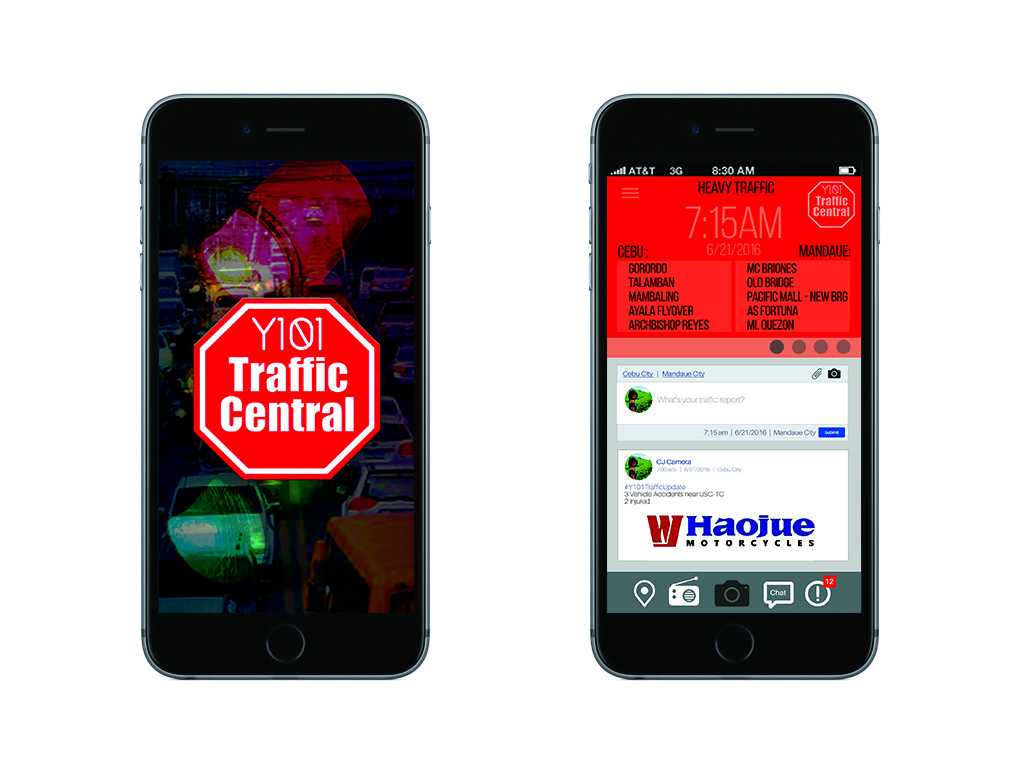 Y101
Traffic
Central
AT&T 3G 8:30 AM
HEAVY TRAFFIC
Y101
Traffic
Central
7:15AM
6/21/2016
CEBU :
MANDAUE:
GORORDO
TALAMBAN
MAMBALING
AYALA FLYOVER
ARCHBISHOP REYES
MC BRIONES
OLD BRIDGE
PACIFIC MALL - NEW BRG
AS FORTUNA
ML QUEZON
Cebu City | Mandaue City
What's your traffic report?
7:15 am | 6/21/2016 | Mandaue City Submit
CJ Camota
7:00 am | 6/21/2016 | Cebu City
#Y101TrafficUpdate
3 Vehicle Accidents near USC-TC
2 Injured
Haojue
MOTORCYCLES
Chat
12